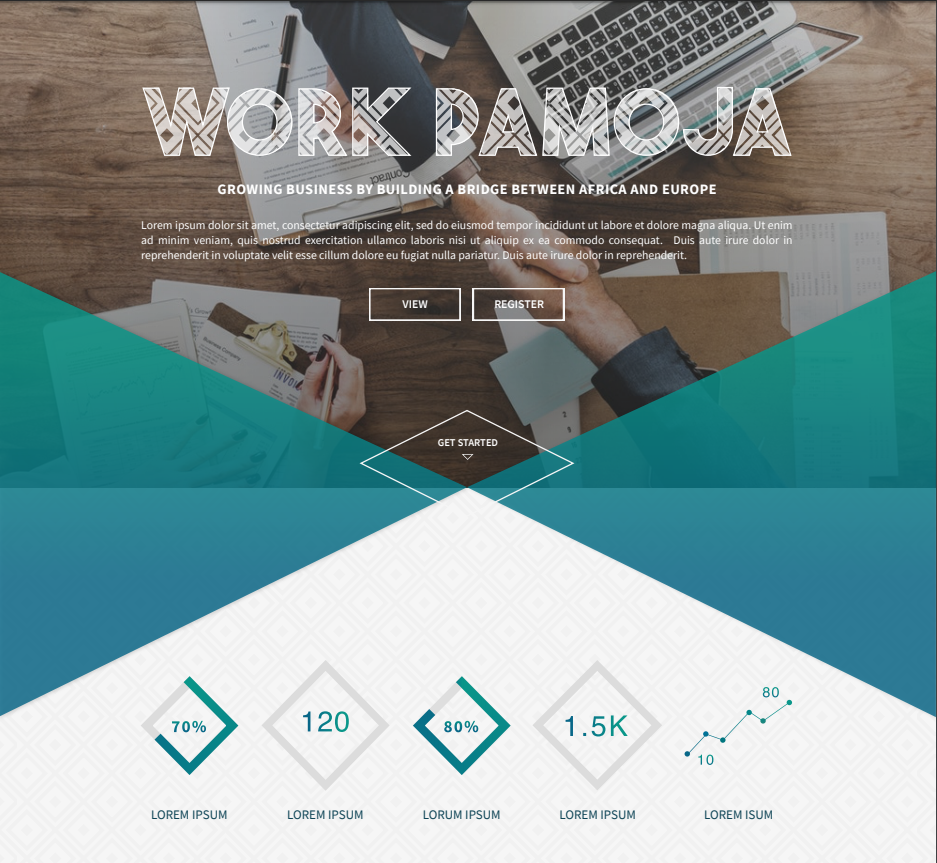 WORK PAMOJA
Contract
GROWING BUSINESS BY BUILDING A BRIDGE BETWEEN AFRICA AND EUROPE
Lorem ipsum dolor sit amet, consectetur adipiscing elit, sed do eiusmod tempor incididunt ut labore et dolore magna aliqua. Ut enim
ad minim veniam, quis nostrud exercitation ullamco laboris nisi ut aliquip ex ea commodo consequat. Duis aute irure dolor in
reprehenderit in voluptate velit esse cillum dolore eu fugiat nulla pariatur. Duis aute irure dolor in reprehenderit.
VIEW
REGISTER
Business Company
INVOI
GET STARTED
70%
120
80%
1.5K
80
10
LOREM IPSUM
LOREM IPSUM
LORUM IPSUM
LOREM IPSUM
LOREM ISUM